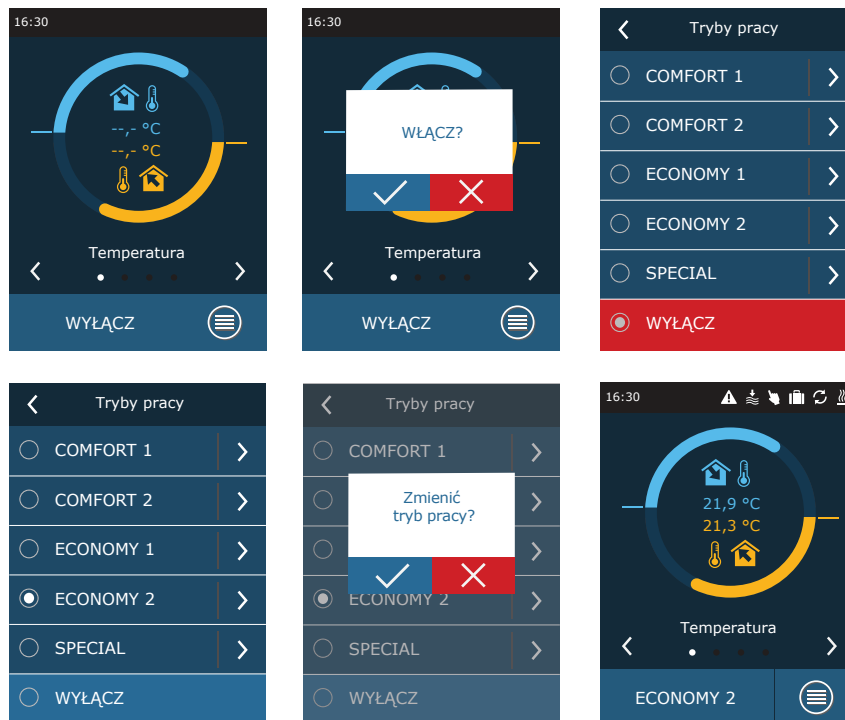 16:30
--,- °C
--,- °C
Temperatura
WYŁĄCZ
16:30
WŁĄCZ?
Temperatura
WYŁĄCZ
Tryby pracy
COMFORT 1
COMFORT 2
ECONOMY 1
ECONOMY 2
SPECIAL
WYŁĄCZ
Tryby pracy
COMFORT 1
COMFORT 2
ECONOMY 1
ECONOMY 2
SPECIAL
WYŁĄCZ
Tryby pracy
COMFORT 1
Zmienić
tryb pracy?
ECONOMY 2
SPECIAL
WYŁĄCZ
16:30
21,9 °C
21,3 °C
Temperatura
ECONOMY 2